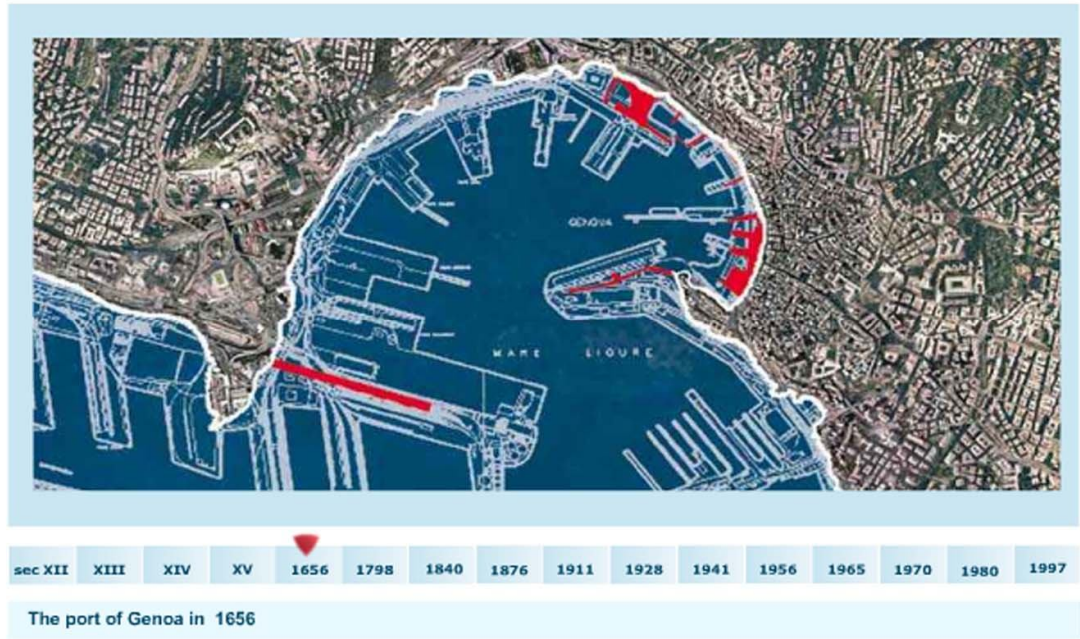 GENOVA
MARE LIGURE
sec XII XIII XIV XV 1656 1798 1840 1876 1911 1928 1941 1956 1965 1970 1980 1997
The port of Genoa in 1656